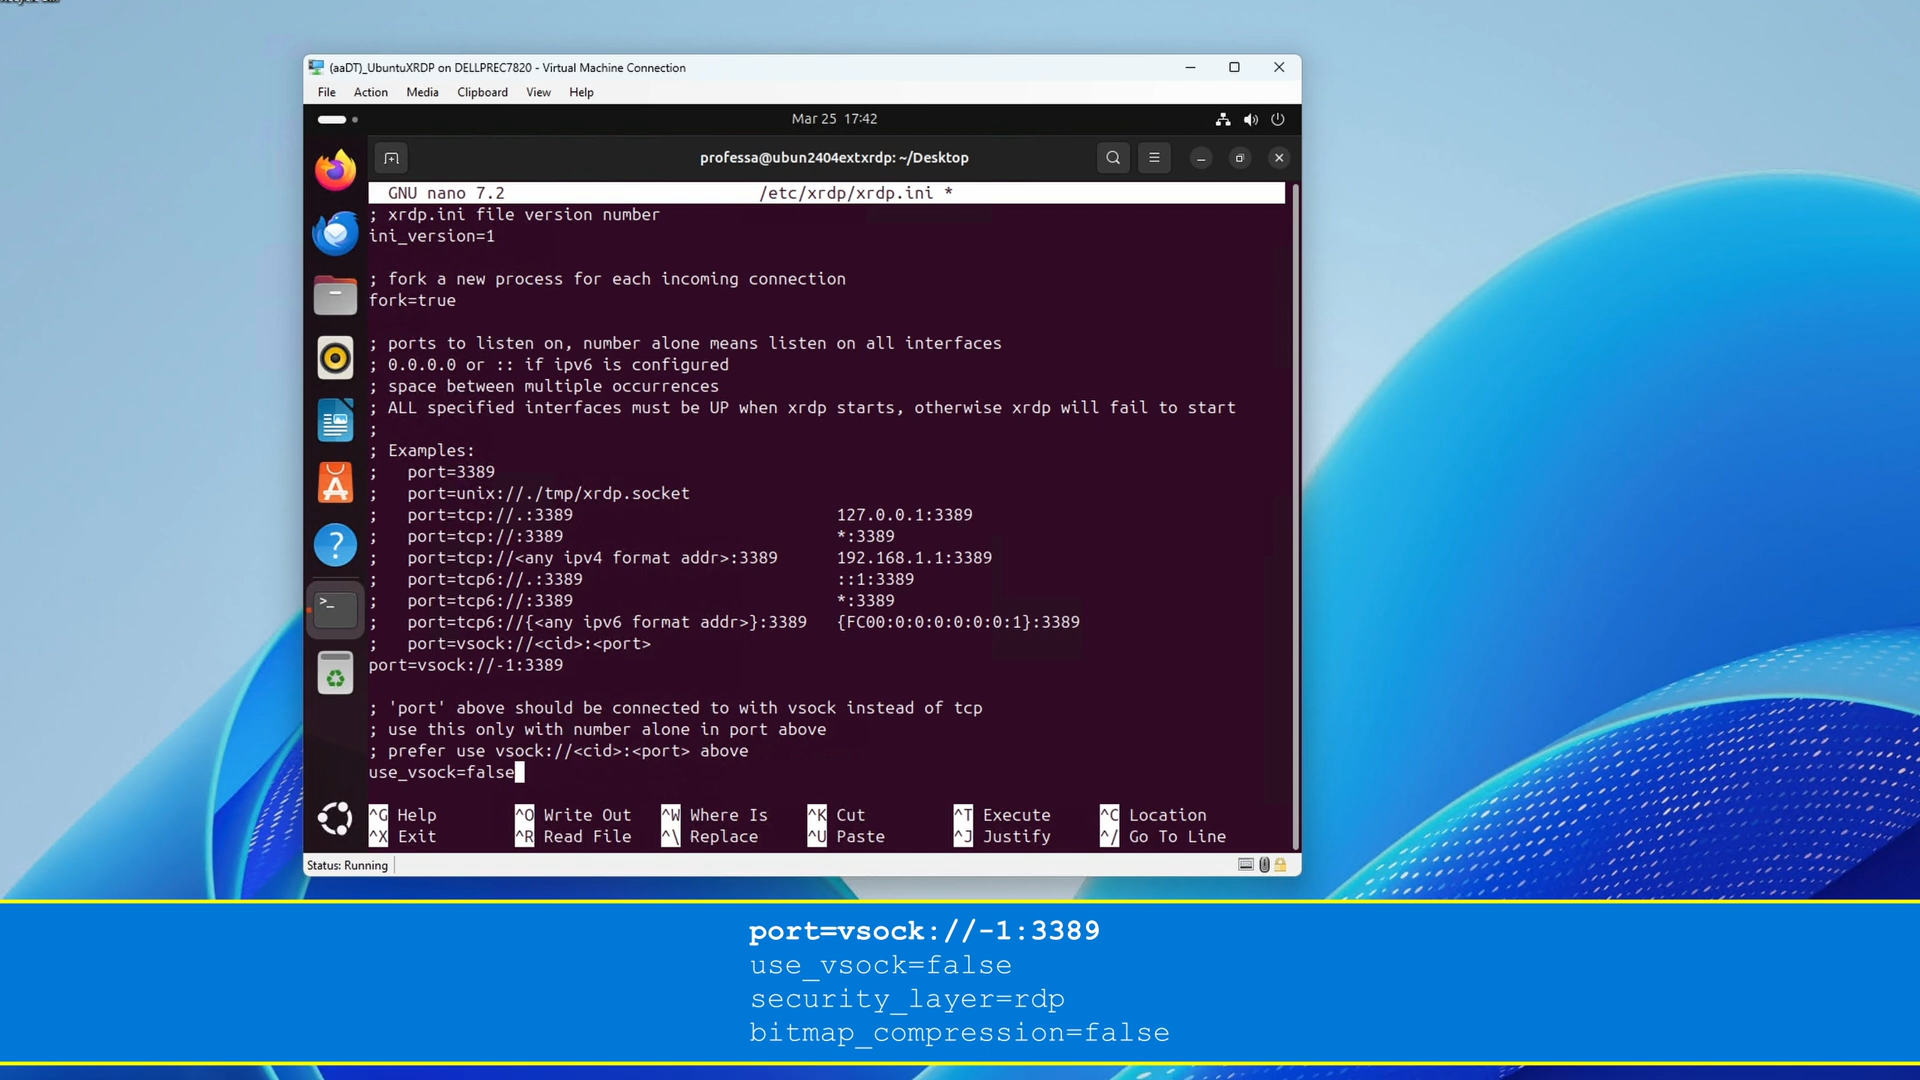 (aaDT)_UbuntuXRDP on DELLPREC7820 - Virtual Machine Connection
File Action Media Clipboard View Help
Mar 25 17:42
professa@ubun2404extxrdp: ~/Desktop
GNU nano 7.2 /etc/xrdp/xrdp.ini *
; xrdp.ini file version number
ini_version=1
; fork a new process for each incoming connection
fork=true
; ports to listen on, number alone means listen on all interfaces
; 0.0.0.0 or :: if ipv6 is configured
; space between multiple occurrences
; ALL specified interfaces must be UP when xrdp starts, otherwise xrdp will fail to start
;
; Examples:
;   port=3389
;   port=unix://./tmp/xrdp.socket
;   port=tcp://.:3389                           127.0.0.1:3389
;   port=tcp://:3389                            *:3389
;   port=tcp://<any ipv4 format addr>:3389      192.168.1.1:3389
;   port=tcp6://.:3389                          ::1:3389
;   port=tcp6://:3389                           *:3389
;   port=tcp6://{<any ipv6 format addr>}:3389   {FC00:0:0:0:0:0:0:1}:3389
;   port=vsock://<cid>:<port>
port=vsock://-1:3389
; 'port' above should be connected to with vsock instead of tcp
; use this only with number alone in port above
; prefer use vsock://<cid>:<port> above
use_vsock=false
^G Help ^O Write Out ^W Where Is ^K Cut ^T Execute ^C Location
^X Exit ^R Read File ^\ Replace ^U Paste ^J Justify ^/ Go To Line
Status: Running
port=vsock://-1:3389
use_vsock=false
security_layer=rdp
bitmap_compression=false